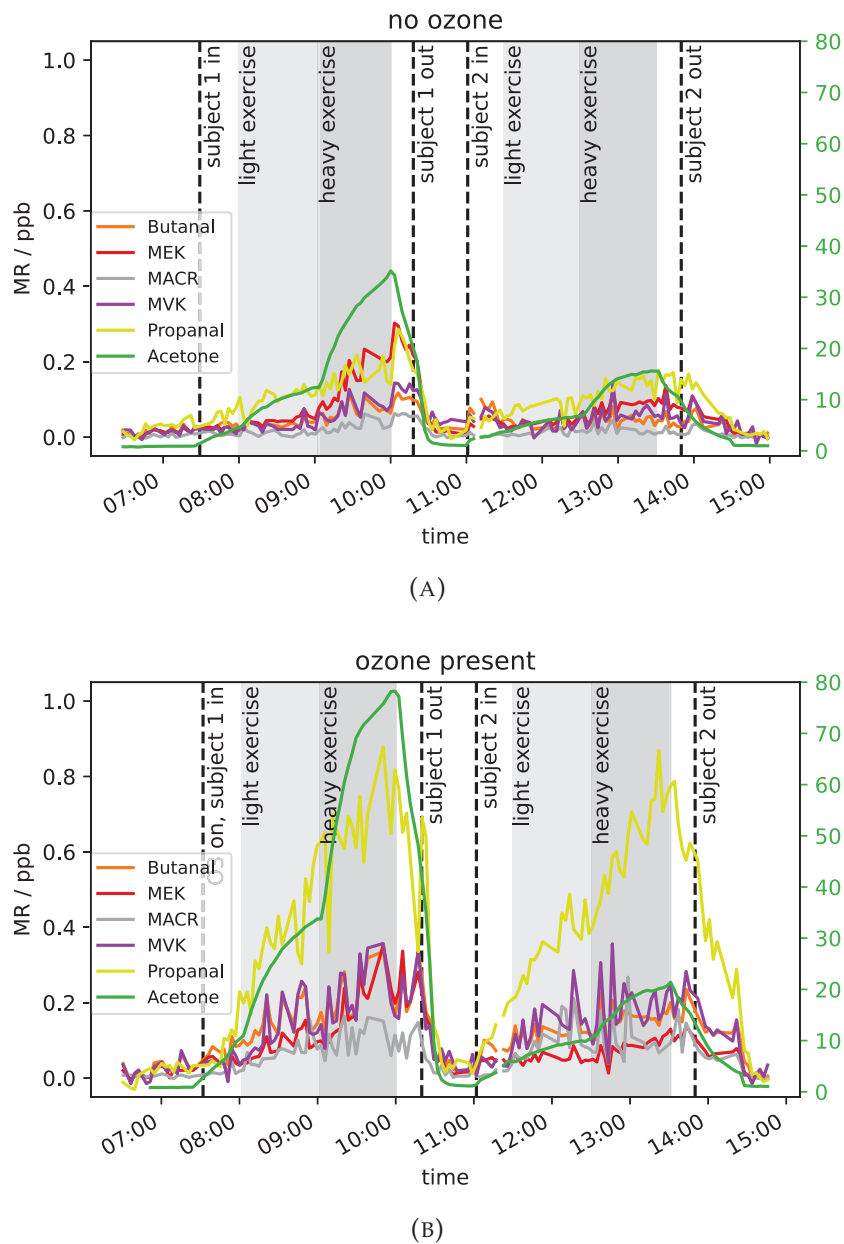 no ozone
MR / ppb
1.0
0.8
0.6
0.4
0.2
0.0
subject 1 in
light exercise
heavy exercise
subject 1 out
subject 2 in
light exercise
heavy exercise
subject 2 out
80
70
60
50
40
30
20
10
0
Butanal
MEK
MACR
MVK
Propanal
Acetone
07:00
08:00
09:00
10:00
11:00
12:00
13:00
14:00
15:00
time
(A)
ozone present
MR / ppb
1.0
0.8
0.6
0.4
0.2
0.0
O3 on, subject 1 in
light exercise
heavy exercise
subject 1 out
subject 2 in
light exercise
heavy exercise
subject 2 out
80
70
60
50
40
30
20
10
0
Butanal
MEK
MACR
MVK
Propanal
Acetone
07:00
08:00
09:00
10:00
11:00
12:00
13:00
14:00
15:00
time
(B)